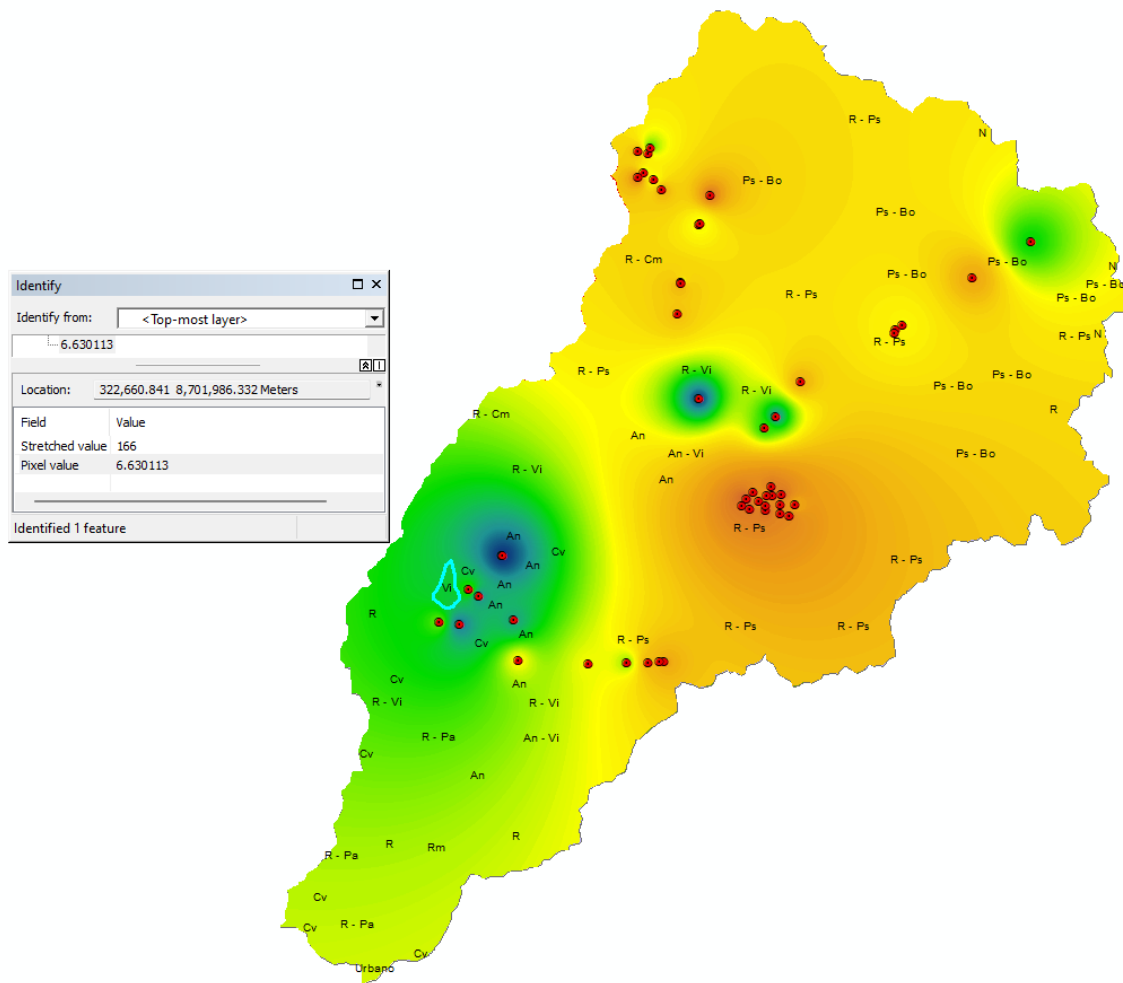 R - Ps
N
Ps - Bo
Ps - Bo
R - Cm
Ps - Bo
N
Ps - Bo
Ps - Bo
R - Ps
Ps - Bo
R - Ps
N
R - Ps
R - Ps
R - Vi
R - Vi
Ps - Bo
Ps - Bo
R
R - Cm
An
An - Vi
Ps - Bo
R - Vi
An
R - Ps
An
Cv
R - Ps
Cv
An
An
Vi
An
R
An
Cv
R - Ps
R - Ps
R - Ps
Cv
An
R - Vi
R - Vi
R - Pa
An - Vi
Cv
An
R
R
Rm
R - Pa
Cv
Cv
R - Pa
Cv
Urbano
Identify
Identify from:
<Top-most layer>
6.630113
Location:
322,660.841 8,701,986.332 Meters
Field Value
Stretched value 166
Pixel value 6.630113
Identified 1 feature